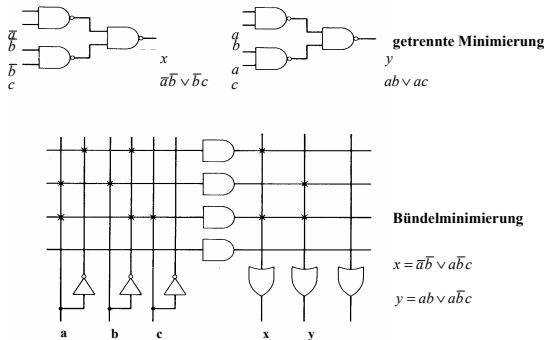 a̅
b̅
b̅
c
x
a̅b̅ ∨ b̅c
a
b
a
c
y
ab ∨ ac
getrennte Minimierung
Bündelminimierung
x = a̅b̅ ∨ ab̅c
y = ab ∨ ab̅c
a b c x y